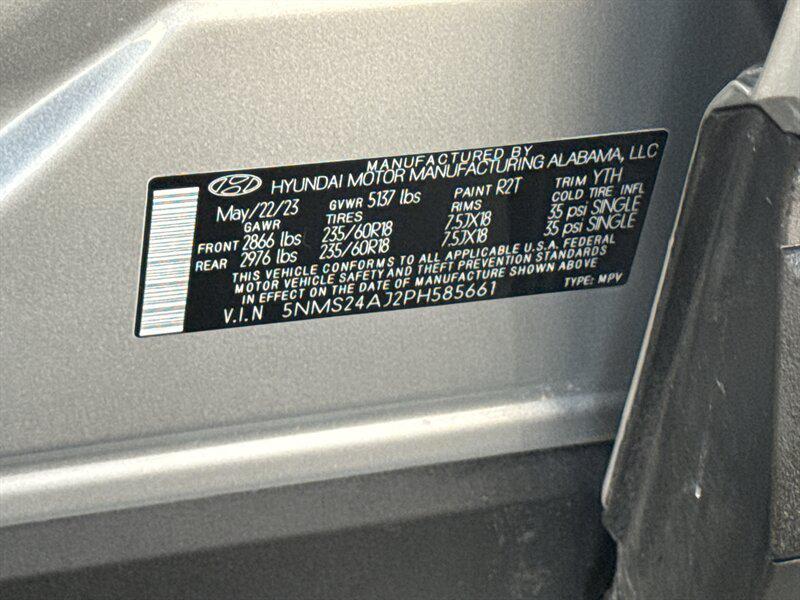 MANUFACTURED BY
HYUNDAI MOTOR MANUFACTURING ALABAMA, LLC
May/22/23 GVWR 5137 lbs PAINT R2T TRIM YTH
GAWR TIRES RIMS COLD TIRE INFL
FRONT 2866 lbs 235/60R18 7.5JX18 35 psi SINGLE
REAR 2976 lbs 235/60R18 7.5JX18 35 psi SINGLE
THIS VEHICLE CONFORMS TO ALL APPLICABLE U.S.A. FEDERAL
MOTOR VEHICLE SAFETY AND THEFT PREVENTION STANDARDS
IN EFFECT ON THE DATE OF MANUFACTURE SHOWN ABOVE
V.I.N 5NMS24AJ2PH585661 TYPE: MPV